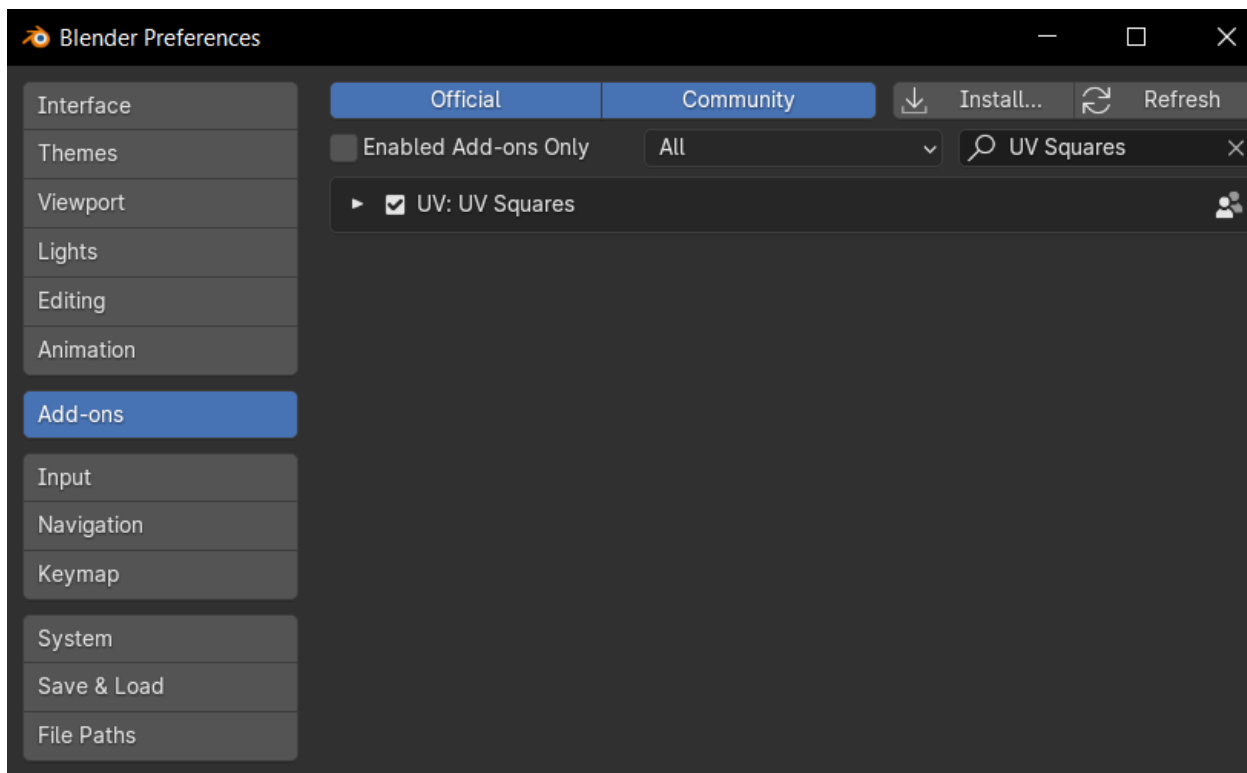 Blender Preferences
Interface
Themes
Viewport
Lights
Editing
Animation
Add-ons
Input
Navigation
Keymap
System
Save & Load
File Paths
Official Community Install... Refresh
Enabled Add-ons Only All UV Squares
UV: UV Squares